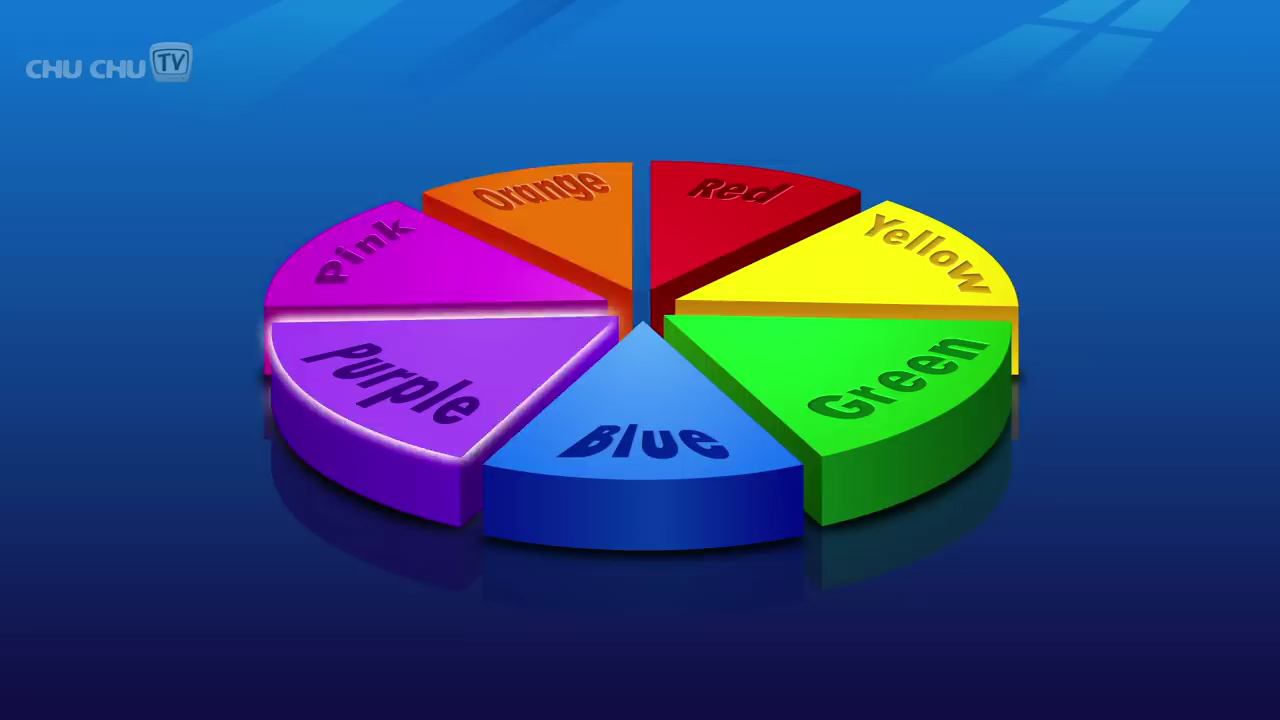 CHU CHU TV
Orange
Red
Pink
Yellow
Purple
Green
Blue